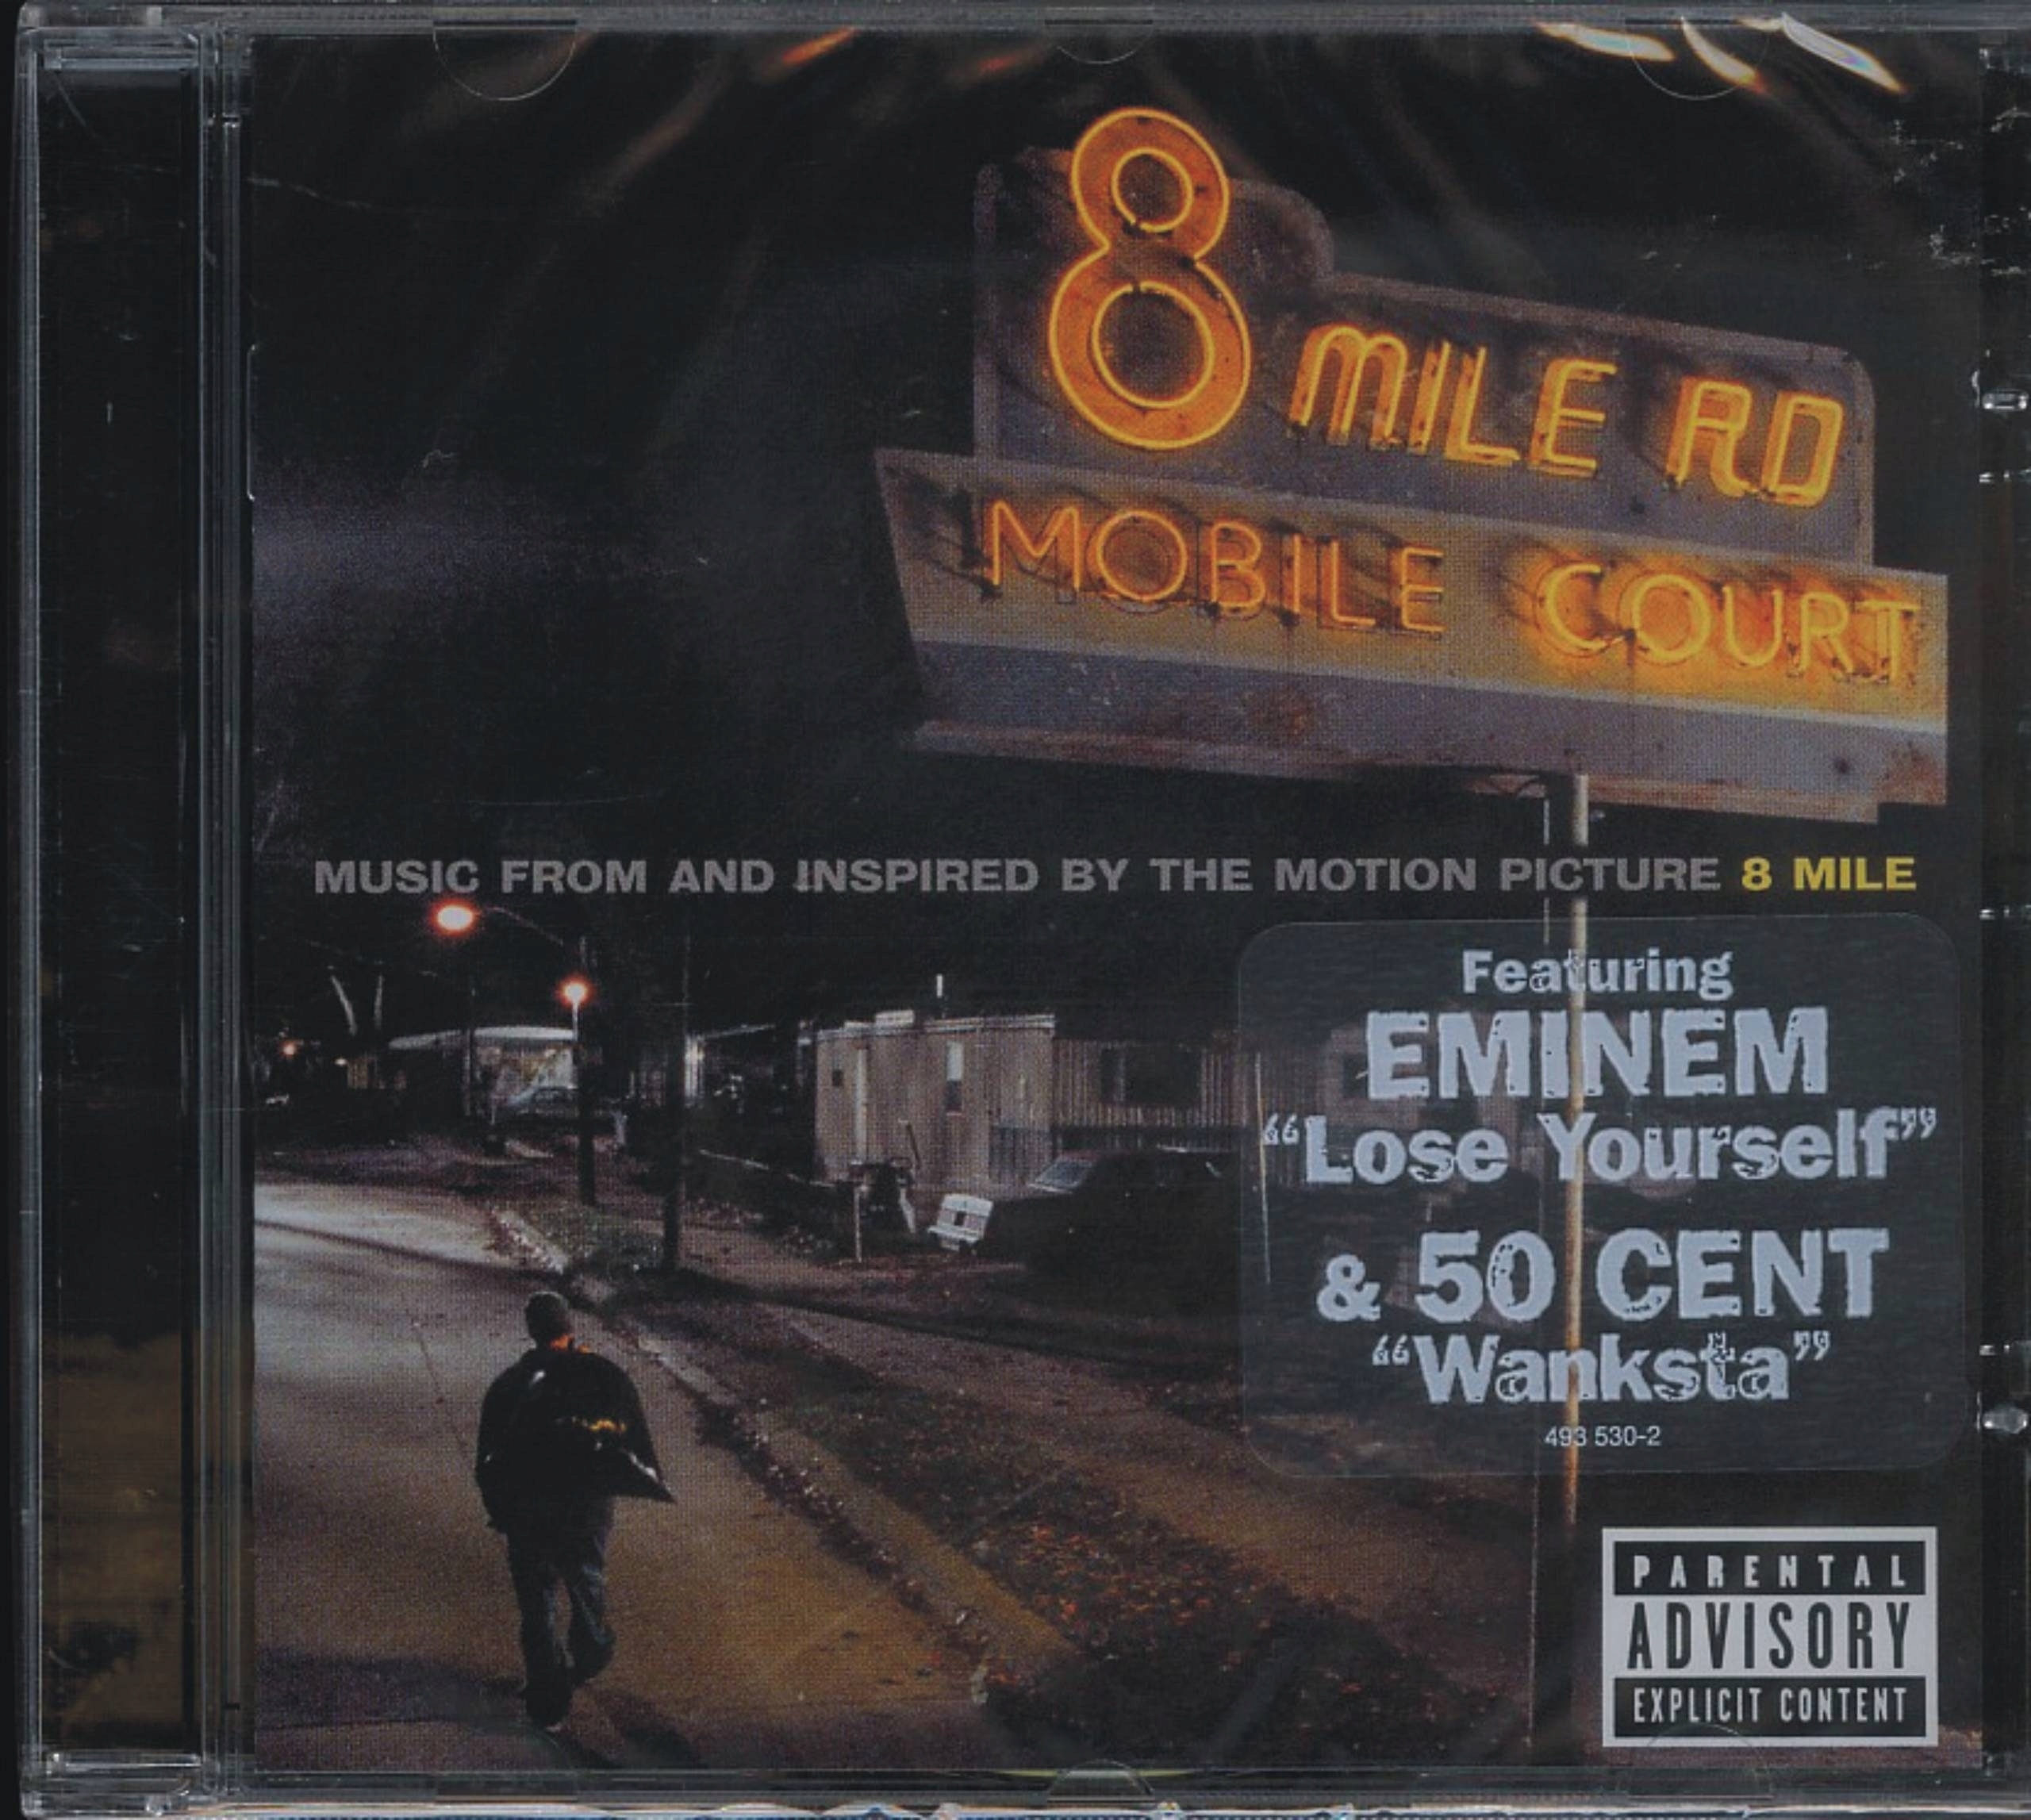 8 MILE RD
MOBILE COURT
MUSIC FROM AND INSPIRED BY THE MOTION PICTURE 8 MILE
Featuring
EMINEM
“Lose Yourself”
& 50 CENT
“Wanksta”
493 530-2
PARENTAL
ADVISORY
EXPLICIT CONTENT